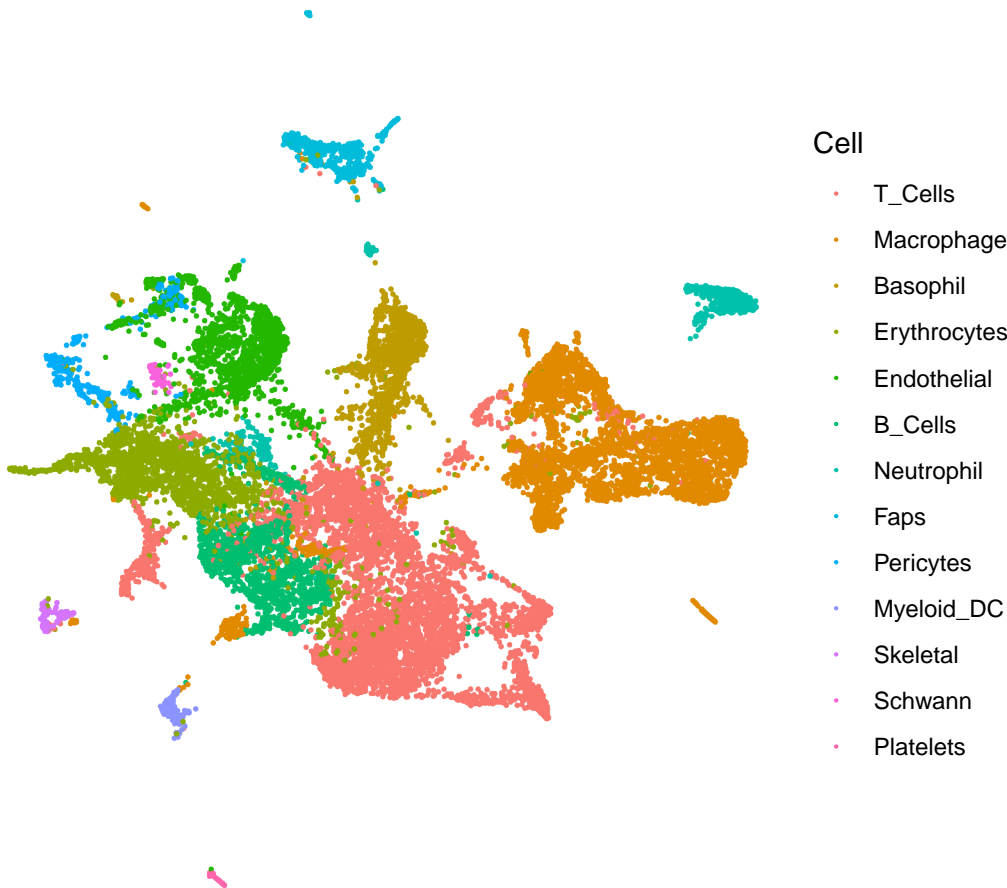 Cell
T_Cells
Macrophage
Basophil
Erythrocytes
Endothelial
B_Cells
Neutrophil
Faps
Pericytes
Myeloid_DC
Skeletal
Schwann
Platelets